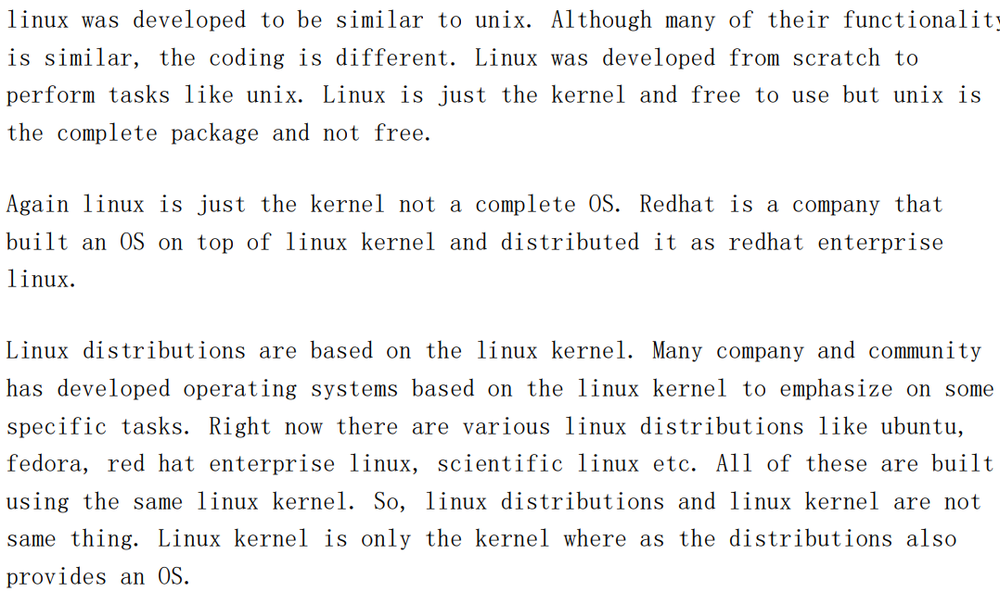 linux was developed to be similar to unix. Although many of their functionality
is similar, the coding is different. Linux was developed from scratch to
perform tasks like unix. Linux is just the kernel and free to use but unix is
the complete package and not free.
Again linux is just the kernel not a complete OS. Redhat is a company that
built an OS on top of linux kernel and distributed it as redhat enterprise
linux.
Linux distributions are based on the linux kernel. Many company and community
has developed operating systems based on the linux kernel to emphasize on some
specific tasks. Right now there are various linux distributions like ubuntu,
fedora, red hat enterprise linux, scientific linux etc. All of these are built
using the same linux kernel. So, linux distributions and linux kernel are not
same thing. Linux kernel is only the kernel where as the distributions also
provides an OS.